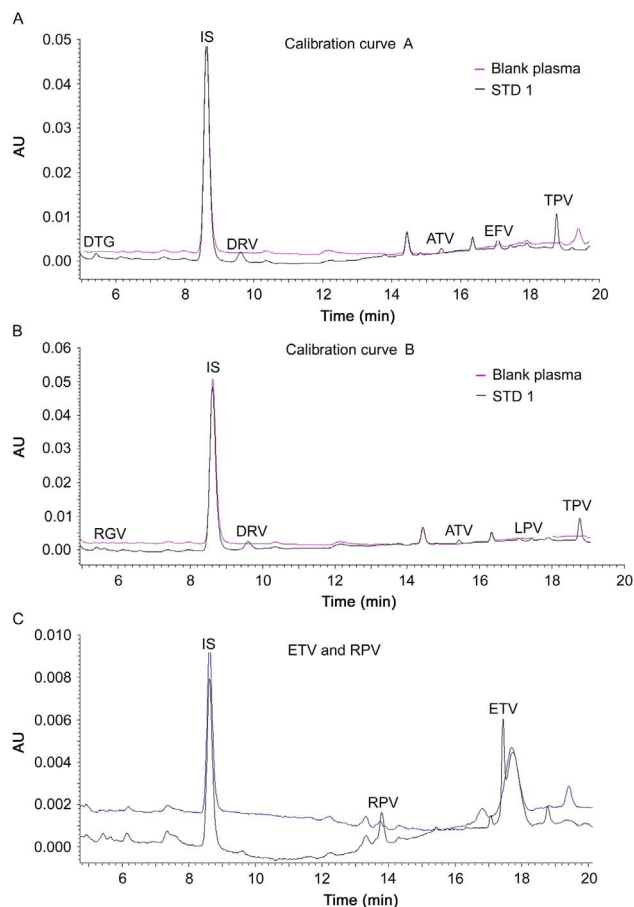 A
Calibration curve A
IS
Blank plasma
STD 1
DTG
DRV
ATV
EFV
TPV
AU
0.05
0.04
0.03
0.02
0.01
0.00
6 8 10 12 14 16 18 20
Time (min)
B
Calibration curve B
IS
Blank plasma
STD 1
RGV
DRV
ATV
LPV
TPV
AU
0.06
0.05
0.04
0.03
0.02
0.01
0.00
6 8 10 12 14 16 18 20
Time (min)
C
ETV and RPV
IS
RPV
ETV
AU
0.010
0.008
0.006
0.004
0.002
0.000
6 8 10 12 14 16 18 20
Time (min)